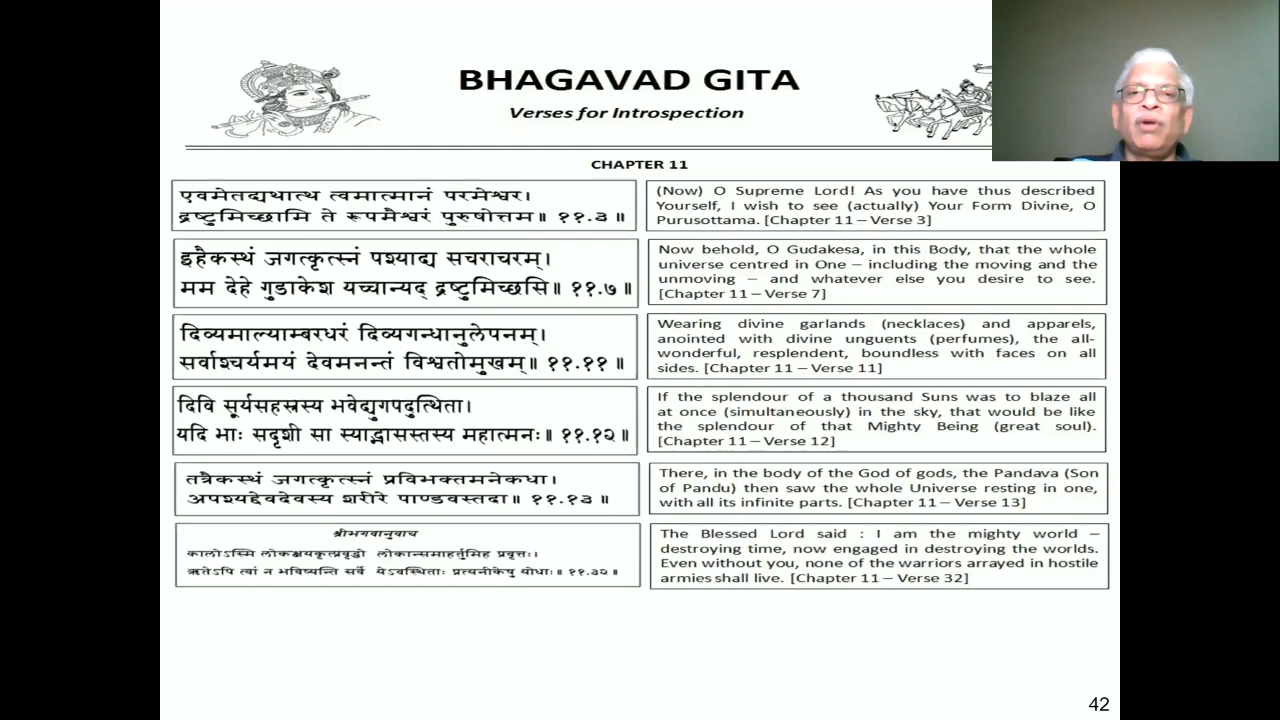 BHAGAVAD GITA
Verses for Introspection
CHAPTER 11
एवमेतद्यथात्थ त्वमात्मानं परमेश्वर।
द्रष्टुमिच्छामि ते रूपमैश्वरं पुरुषोत्तम॥ ११.३॥
(Now) O Supreme Lord! As you have thus described
Yourself, I wish to see (actually) Your Form Divine, O
Purusottama. [Chapter 11 – Verse 3]
इहैकस्थं जगत्कृत्स्नं पश्याद्य सचराचरम्।
मम देहे गुडाकेश यच्चान्यद् द्रष्टुमिच्छसि॥ ११.७॥
Now behold, O Gudakesa, in this Body, that the whole
universe centred in One – including the moving and the
unmoving – and whatever else you desire to see.
[Chapter 11 – Verse 7]
दिव्यमाल्याम्बरधरं दिव्यगन्धानुलेपनम्।
सर्वाश्चर्यमयं देवमनन्तं विश्वतोमुखम्॥ ११.११॥
Wearing divine garlands (necklaces) and apparels,
anointed with divine unguents (perfumes), the all-
wonderful, resplendent, boundless with faces on all
sides. [Chapter 11 – Verse 11]
दिवि सूर्यसहस्त्रस्य भवेद्युगपदुत्थिता।
यदि भाः सदृशी सा स्याद्भासस्तस्य महात्मनः॥ ११.१२॥
If the splendour of a thousand Suns was to blaze all
at once (simultaneously) in the sky, that would be like
the splendour of that Mighty Being (great soul).
[Chapter 11 – Verse 12]
तत्रैकस्थं जगत्कृत्स्नं प्रविभक्तमनेकधा।
अपश्यद्देवदेवस्य शरीरे पाण्डवस्तदा॥ ११.१३॥
There, in the body of the God of gods, the Pandava (Son
of Pandu) then saw the whole Universe resting in one,
with all its infinite parts. [Chapter 11 – Verse 13]
श्रीभगवानुवाच
कालोऽस्मि लोकक्षयकृत्प्रवृद्धो लोकान्समाहर्तुमिह प्रवृत्तः।
ऋतेऽपि त्वां न भविष्यन्ति सर्वे येऽवस्थिताः प्रत्यनीकेषु योधाः॥ ११.३२॥
The Blessed Lord said : I am the mighty world –
destroying time, now engaged in destroying the worlds.
Even without you, none of the warriors arrayed in hostile
armies shall live. [Chapter 11 – Verse 32]
42